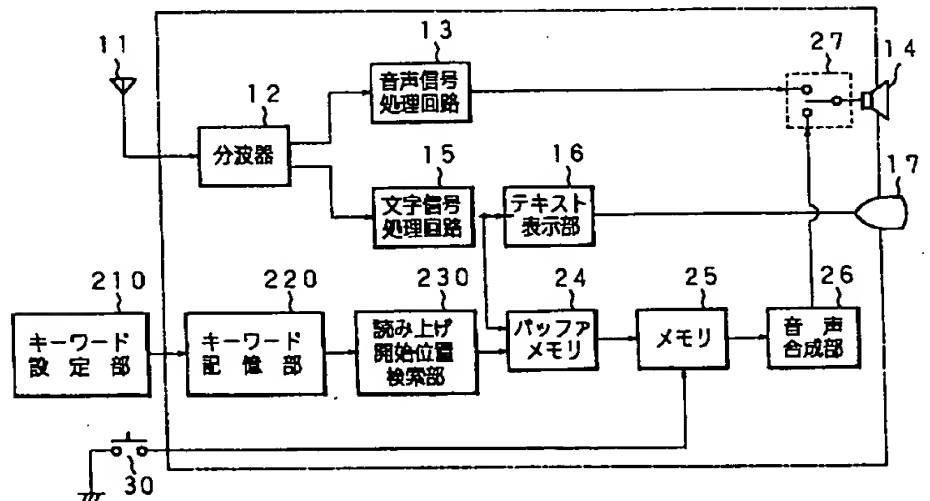 11
13
音声信号
処理回路
27
14
12
分波器
15
文字信号
処理回路
16
テキスト
表示部
17
210
キーワード
設定部
220
キーワード
記憶部
230
読み上げ
開始位置
検索部
24
バッファ
メモリ
25
メモリ
26
音声
合成部
30